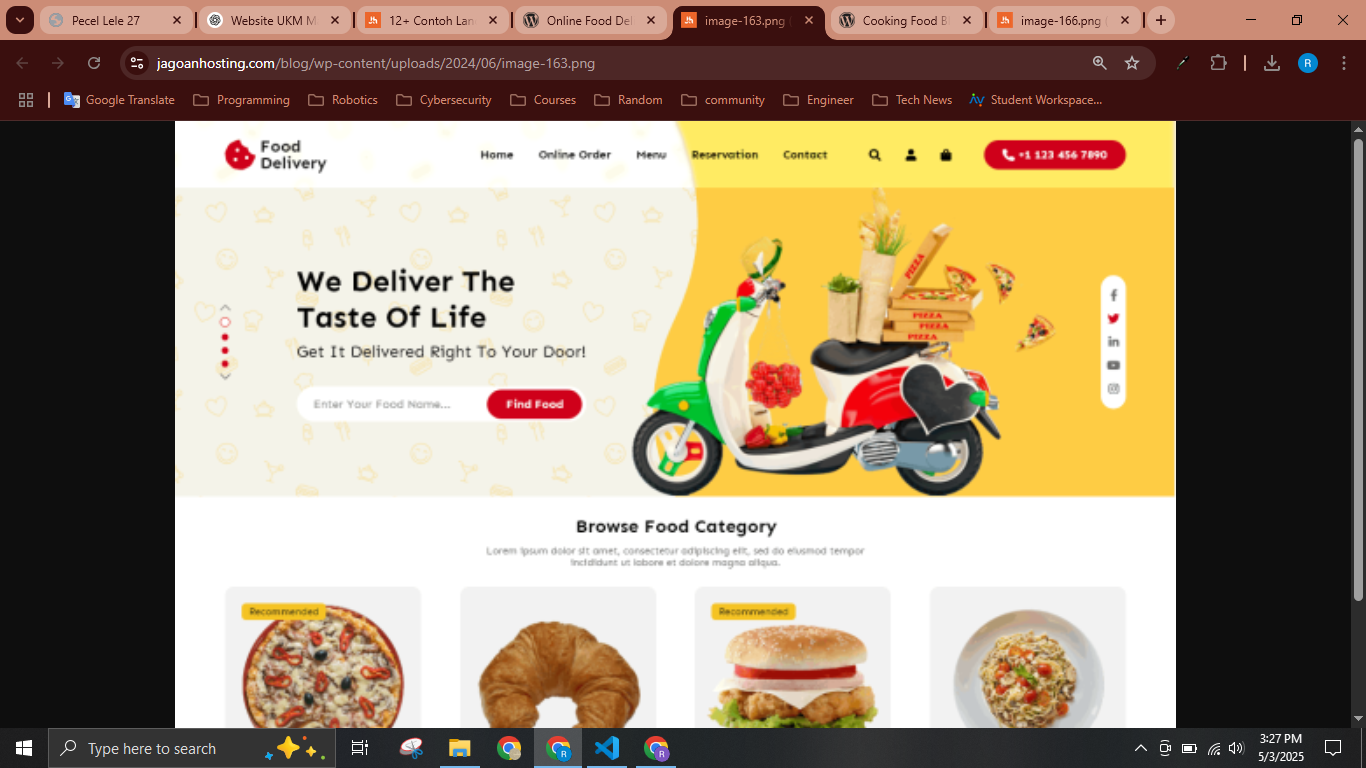 Pecel Lele 27
Website UKM M
12+ Contoh Lan
Online Food Del
image-163.png (
Cooking Food B
image-166.png (
jagoanhosting.com/blog/wp-content/uploads/2024/06/image-163.png
R
Google Translate
Programming
Robotics
Cybersecurity
Courses
Random
community
Engineer
Tech News
Student Workspace...
Food
Delivery
Home
Online Order
Menu
Reservation
Contact
+1 123 456 7890
We Deliver The
Taste Of Life
Get It Delivered Right To Your Door!
Enter Your Food Name...
Find Food
PIZZA
PIZZA
PIZZA
PIZZA
Browse Food Category
Lorem ipsum dolor sit amet, consectetur adipiscing elit, sed do eiusmod tempor
incididunt ut labore et dolore magna aliqua.
Recommended
Recommended
Type here to search
3:27 PM
5/3/2025